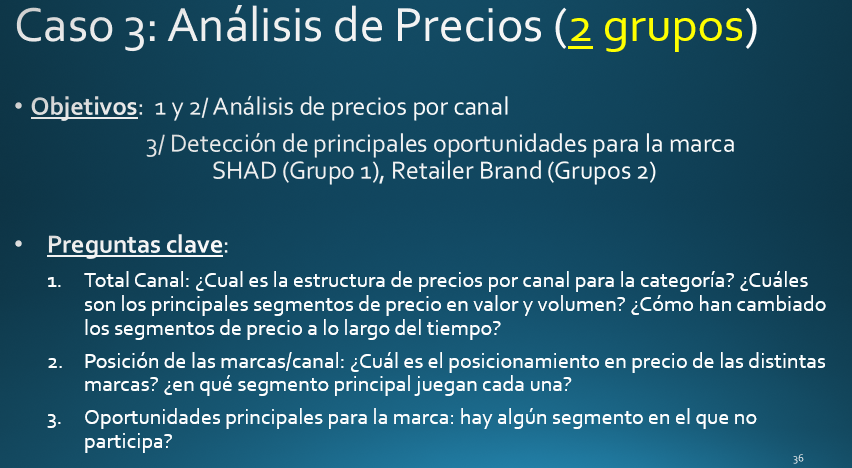 Caso 3: Análisis de Precios (2 grupos)
• Objetivos: 1 y 2/ Análisis de precios por canal
3/ Detección de principales oportunidades para la marca
SHAD (Grupo 1), Retailer Brand (Grupos 2)
• Preguntas clave:
1. Total Canal: ¿Cual es la estructura de precios por canal para la categoría? ¿Cuáles
son los principales segmentos de precio en valor y volumen? ¿Cómo han cambiado
los segmentos de precio a lo largo del tiempo?
2. Posición de las marcas/canal: ¿Cuál es el posicionamiento en precio de las distintas
marcas? ¿en qué segmento principal juegan cada una?
3. Oportunidades principales para la marca: hay algún segmento en el que no
participa?
36